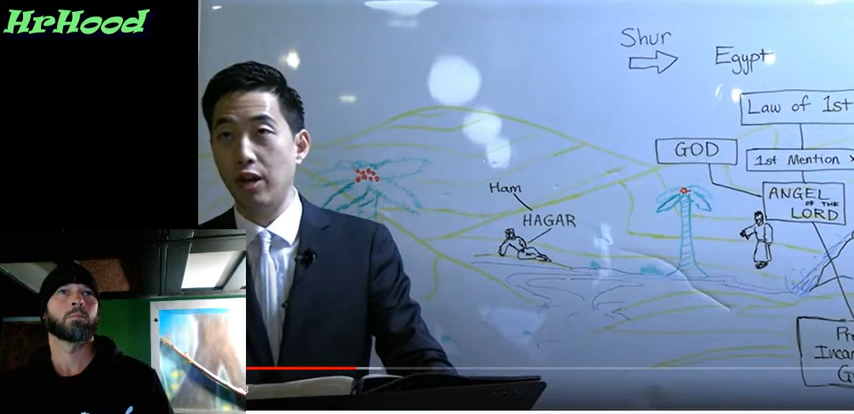 HrHood
Shur
Egypt
Law of 1st
GOD
1st Mention
Ham
ANGEL
OF THE
LORD
HAGAR